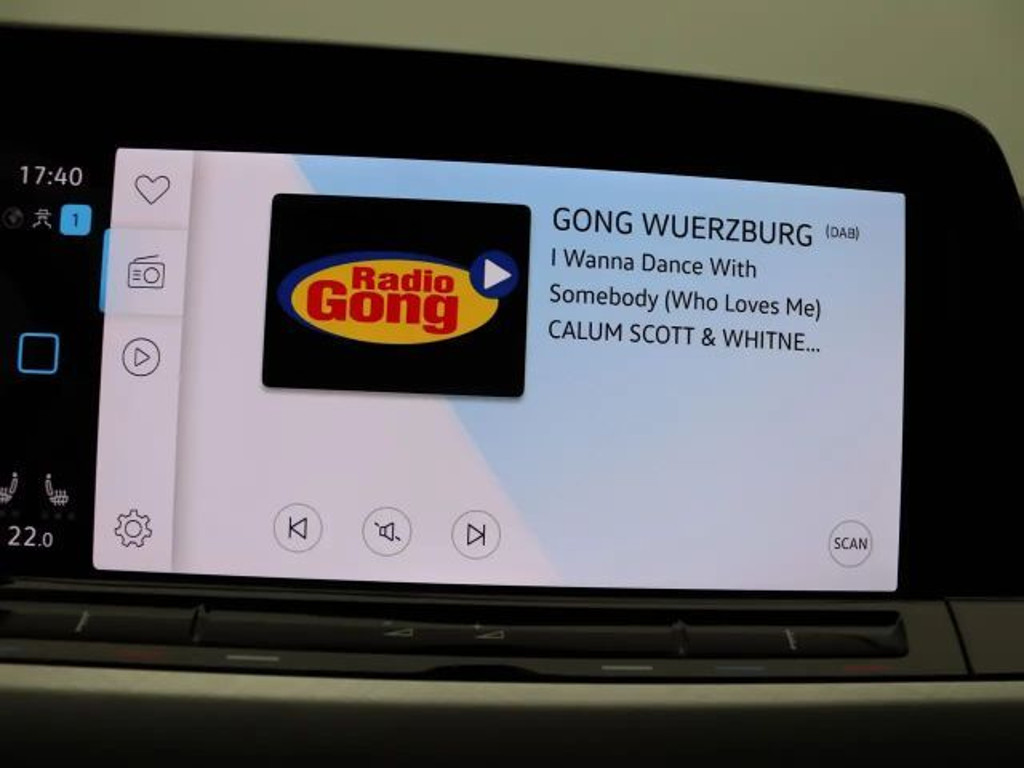 17:40
1
Radio
Gong
GONG WUERZBURG (DAB)
I Wanna Dance With
Somebody (Who Loves Me)
CALUM SCOTT & WHITNE...
22.0
SCAN